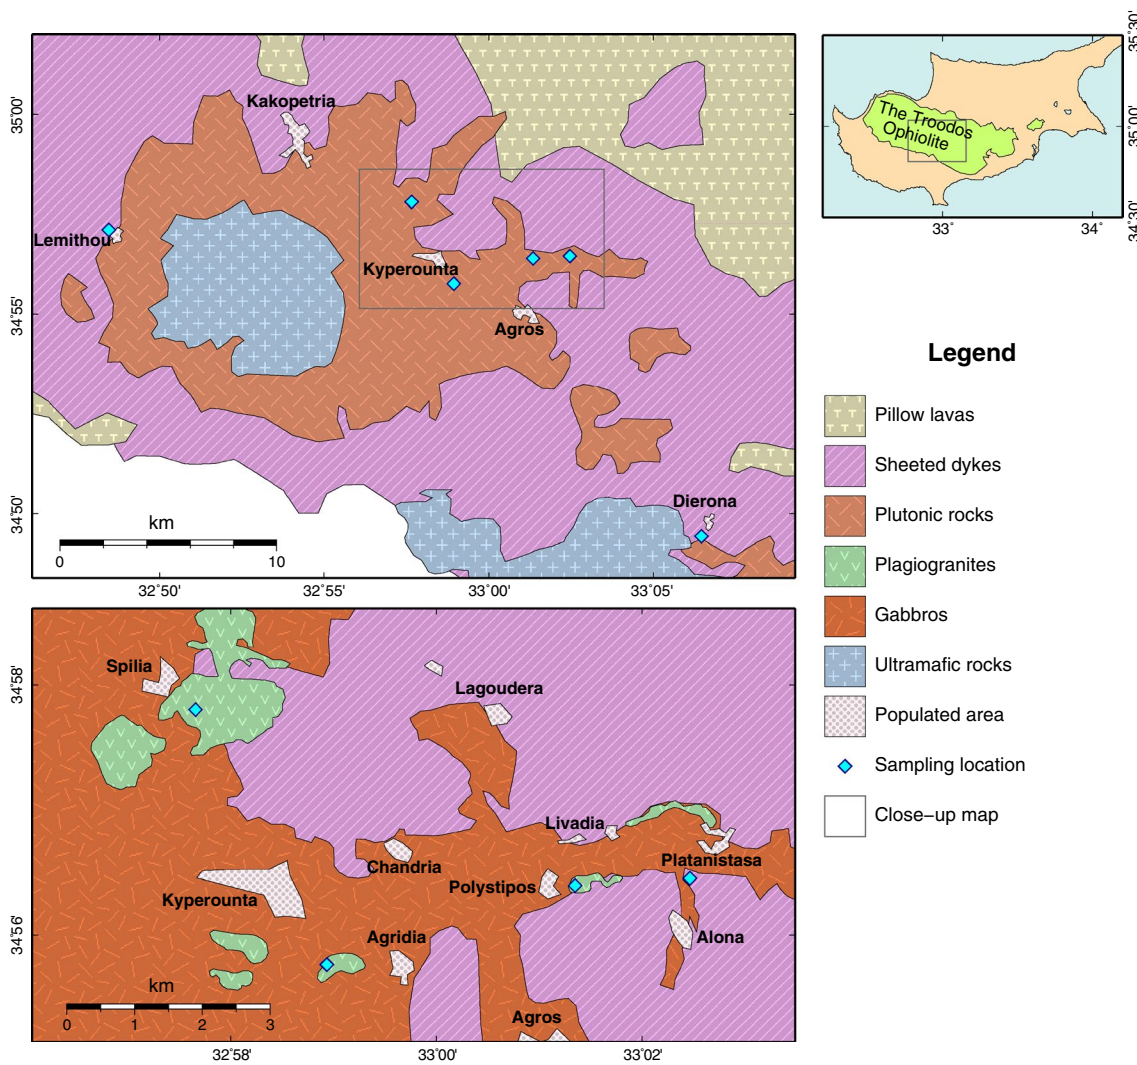 Kakopetria
Lemithou
Kyperounta
Agros
Dierona
km
0
10
35˚00'
34˚55'
34˚50'
32˚50'
32˚55'
33˚00'
33˚05'
The Troodos
Ophiolite
35˚30'
35˚00'
34˚30'
33˚
34˚
Legend
Pillow lavas
Sheeted dykes
Plutonic rocks
Plagiogranites
Gabbros
Ultramafic rocks
Populated area
Sampling location
Close−up map
Spilia
Lagoudera
Livadia
Chandria
Platanistasa
Polystipos
Kyperounta
Agridia
Alona
Agros
km
0
1
2
3
34˚58'
34˚56'
32˚58'
33˚00'
33˚02'